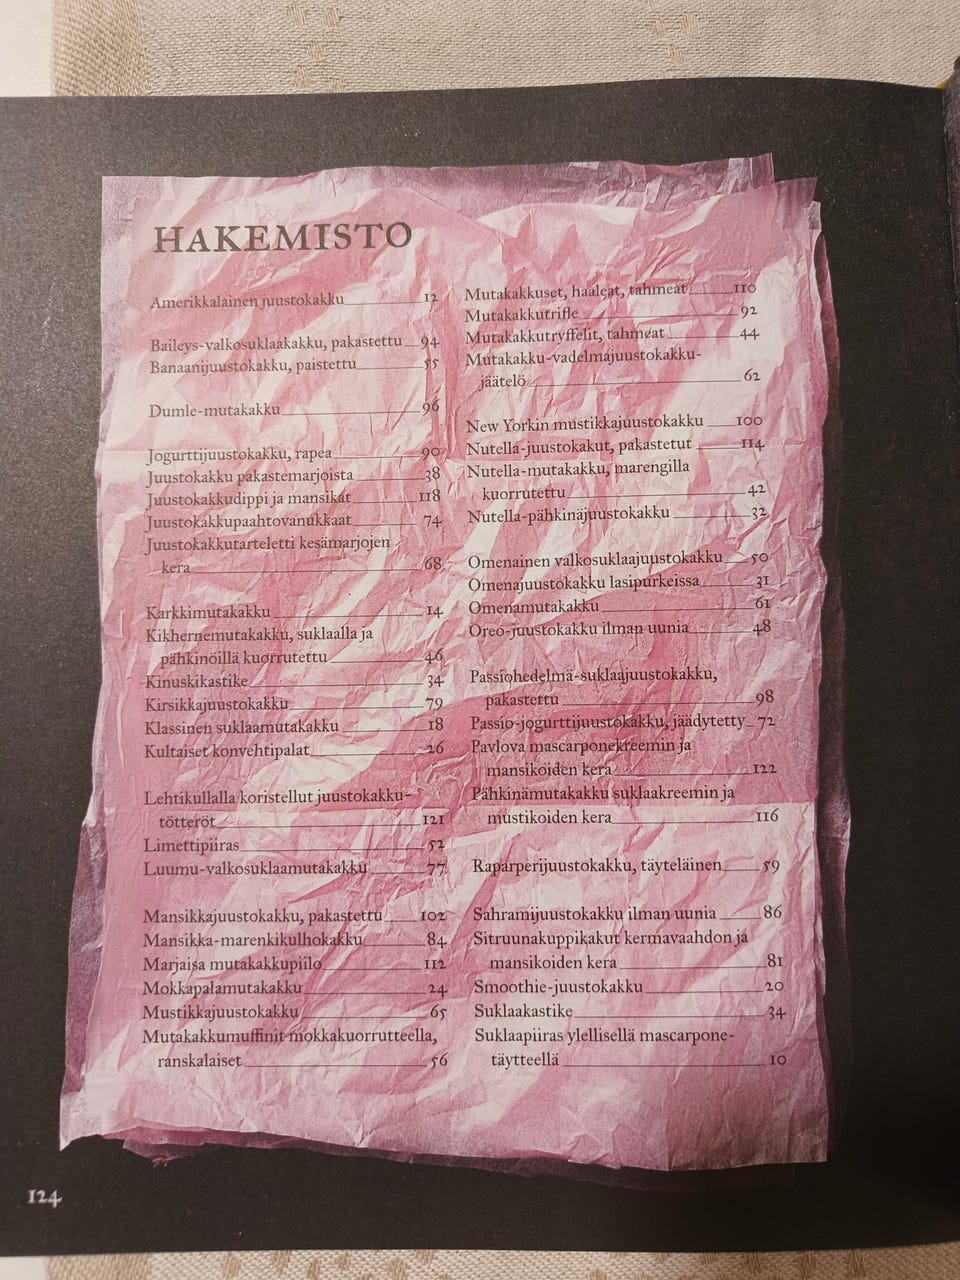 HAKEMISTO
Amerikkalainen juustokakku 12
Baileys-valkosuklaakakku, pakastettu 94
Banaanijuustokakku, paistettu 55
Dumle-mutakakku 96
Jogurttijuustokakku, rapea 90
Juustokakku pakastemarjoista 38
Juustokakkudippi ja mansikat 118
Juustokakkupaahtovanukkaat 74
Juustokakkutarteletti kesämarjojen
kera 68
Karkkimutakakku 14
Kikhernemutakakku, suklaalla ja
pähkinöillä kuorrutettu 46
Kinuskikastike 34
Kirsikkajuustokakku 79
Klassinen suklaamutakakku 18
Kultaiset konvehtipalat 26
Lehtikullalla koristellut juustokakku-
tötteröt 121
Limettipiiras 52
Luumu-valkosuklaamutakakku 77
Mansikkajuustokakku, pakastettu 102
Mansikka-marenkikulhokakku 84
Marjaisa mutakakkupiilo 112
Mokkapalamutakakku 24
Mustikkajuustokakku 65
Mutakakkumuffinit mokkakuorrutteella,
ranskalaiset 56
Mutakakkuset, haaleat, tahmeat 110
Mutakakkutrifle 92
Mutakakkutryffelit, tahmeat 44
Mutakakku-vadelmajuustokakku-
jäätelö 62
New Yorkin mustikkajuustokakku 100
Nutella-juustokakut, pakastetut 114
Nutella-mutakakku, marengilla
kuorrutettu 42
Nutella-pähkinäjuustokakku 32
Omenainen valkosuklaajuustokakku 50
Omenajuustokakku lasipurkeissa 31
Omenamutakakku 61
Oreo-juustokakku ilman uunia 48
Passiohedelmä-suklaajuustokakku,
pakastettu 98
Passio-jogurttijuustokakku, jäädytetty 72
Pavlova mascarponekreemin ja
mansikoiden kera 122
Pähkinämutakakku suklaakreemin ja
mustikoiden kera 116
Raparperijuustokakku, täyteläinen 59
Sahramijuustokakku ilman uunia 86
Sitruunakuppikakut kermavaahdon ja
mansikoiden kera 81
Smoothie-juustokakku 20
Suklaakastike 34
Suklaapiiras ylellisellä mascarpone-
täytteellä 10
124